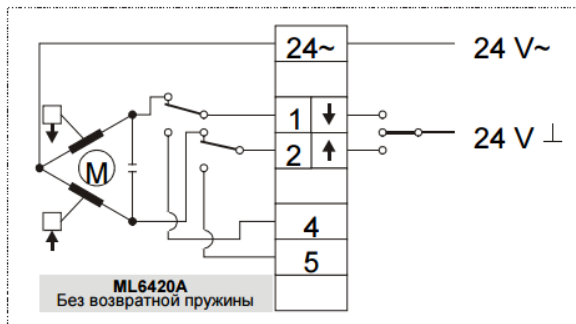 24~ 24 V~
1 ↓
2 ↑ 24 V ⊥
M
4
5
ML6420A
Без возвратной пружины